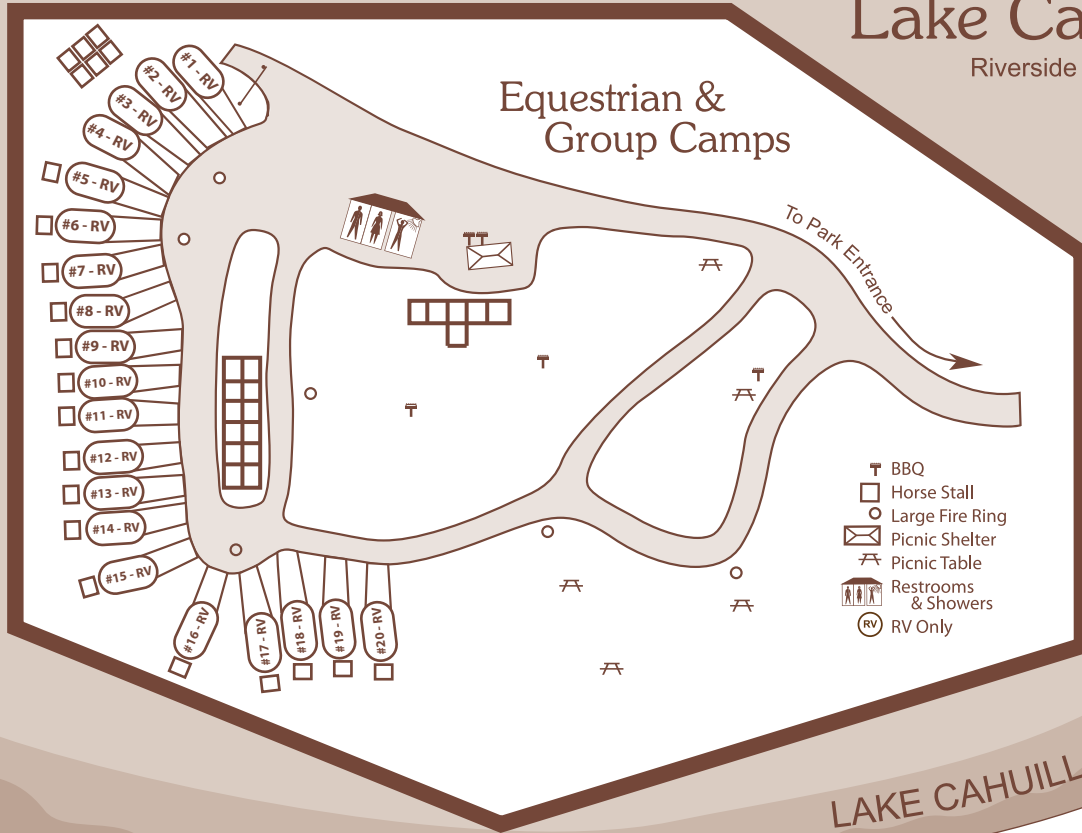 Lake Ca
Riverside
Equestrian &
Group Camps
To Park Entrance
#1 - RV
#2 - RV
#3 - RV
#4 - RV
#5 - RV
#6 - RV
#7 - RV
#8 - RV
#9 - RV
#10 - RV
#11 - RV
#12 - RV
#13 - RV
#14 - RV
#15 - RV
#16 - RV
#17 - RV
#18 - RV
#19 - RV
#20 - RV
BBQ
Horse Stall
Large Fire Ring
Picnic Shelter
Picnic Table
Restrooms
& Showers
RV RV Only
LAKE CAHUILL